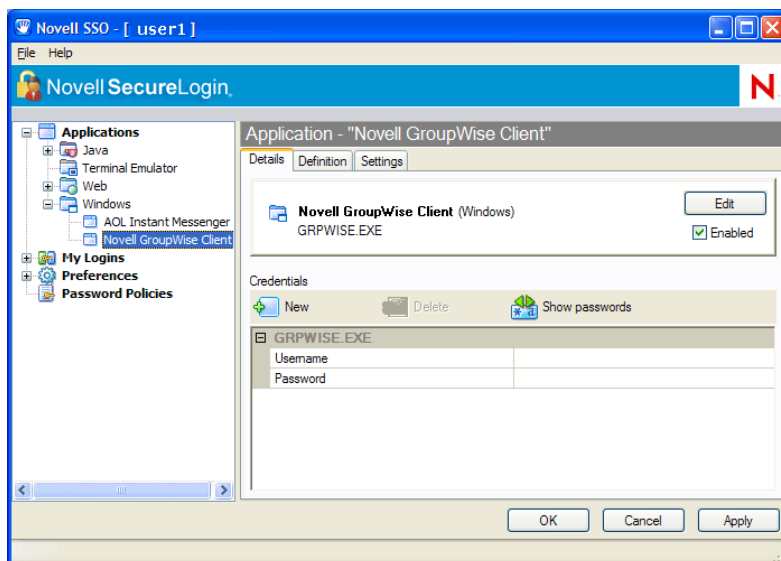 Novell SSO - [ user1 ]
File Help
Novell SecureLogin
N
Applications
Java
Terminal Emulator
Web
Windows
AOL Instant Messenger
Novell GroupWise Client
My Logins
Preferences
Password Policies
Application - "Novell GroupWise Client"
Details Definition Settings
Novell GroupWise Client (Windows)
GRPWISE.EXE
Edit
Enabled
Credentials
New Delete Show passwords
GRPWISE.EXE
Username
Password
OK Cancel Apply